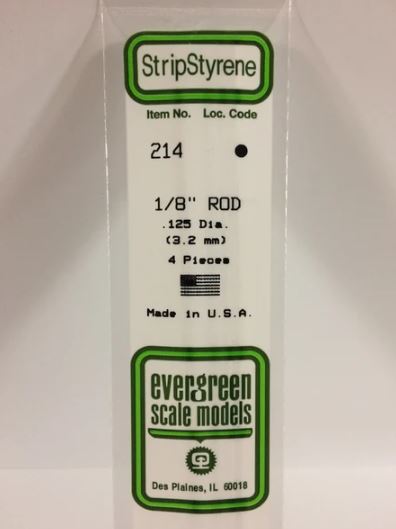 StripStyrene
Item No. Loc. Code
214
1/8" ROD
.125 Dia.
(3.2 mm)
4 Pieces
Made in U.S.A.
evergreen
scale models
Des Plaines, IL 60018